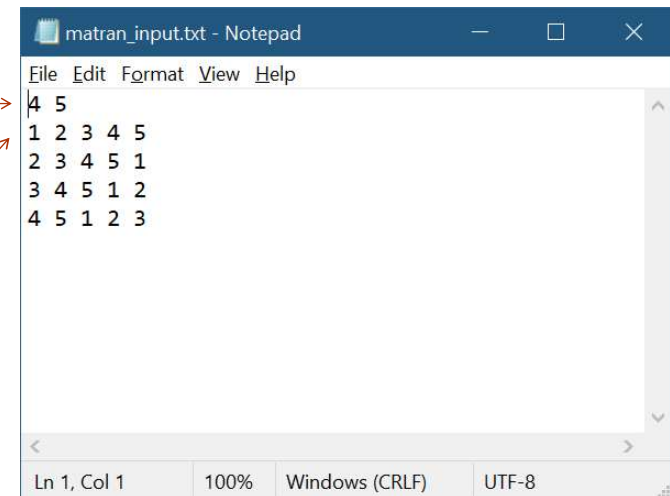 matran_input.txt - Notepad
File Edit Format View Help
4 5
1 2 3 4 5
2 3 4 5 1
3 4 5 1 2
4 5 1 2 3
Ln 1, Col 1 100% Windows (CRLF) UTF-8